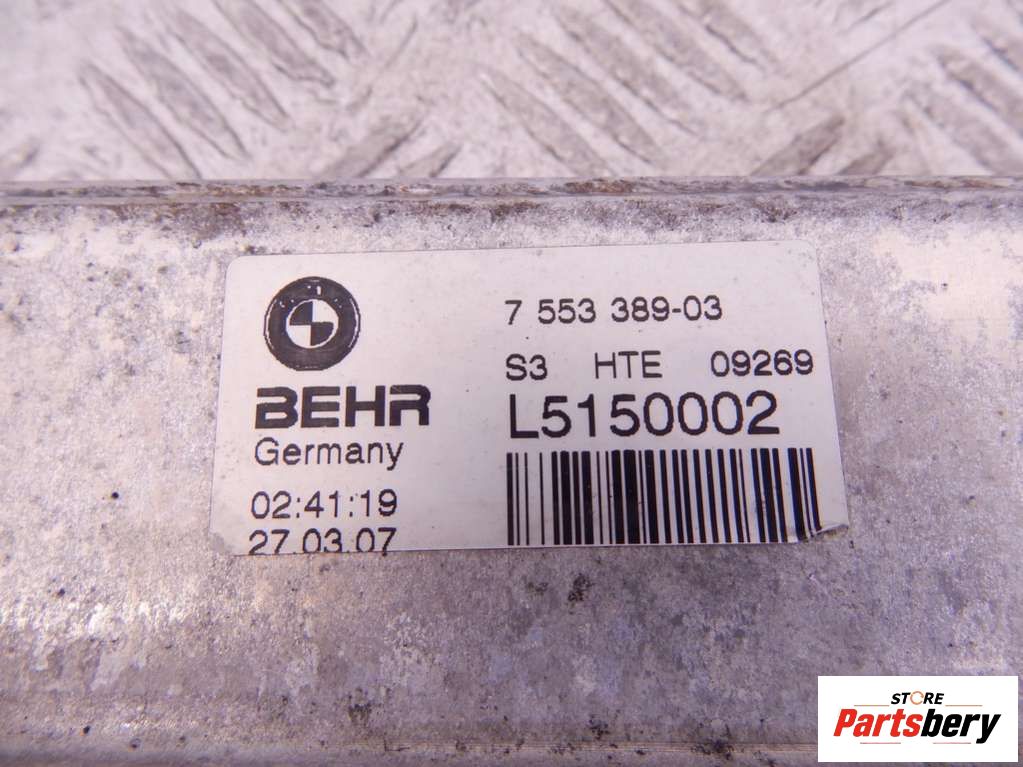 7 553 389-03
S3 HTE 09269
BEHR
L5150002
Germany
02:41:19
27.03.07
STORE
Partsbery